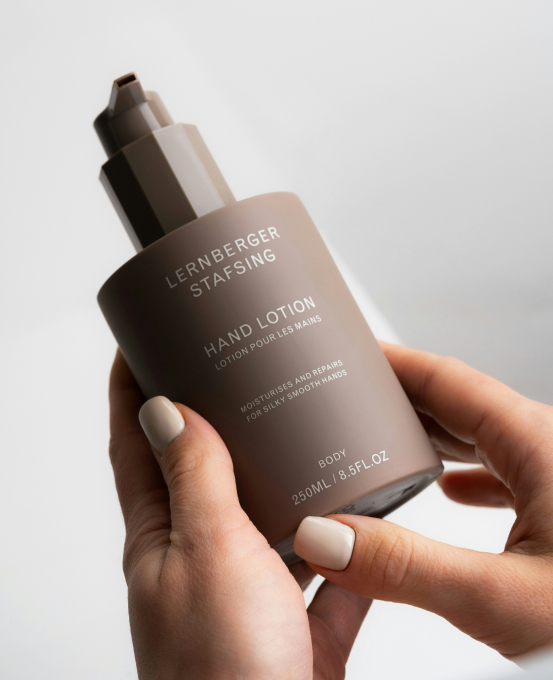 LERNBERGER
STAFSING
HAND LOTION
LOTION POUR LES MAINS
MOISTURISES AND REPAIRS
FOR SILKY SMOOTH HANDS
BODY
250ML / 8.5FL.OZ